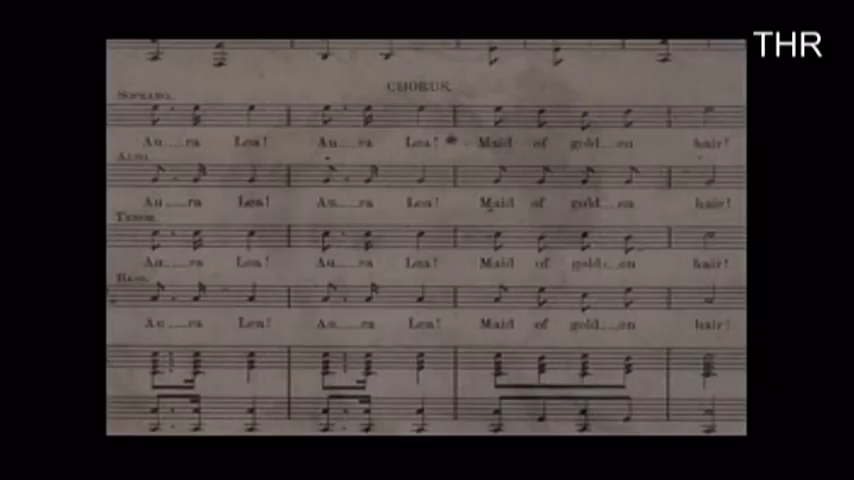 THR
CHORUS.
SOPRANO.
Au......ra Lea! Au......ra Lea! Maid of gold....en hair!
ALTO.
Au......ra Lea! Au......ra Lea! Maid of gold....en hair!
TENOR.
Au......ra Lea! Au......ra Lea! Maid of gold....en hair!
BASS.
Au......ra Lea! Au......ra Lea! Maid of gold....en hair!